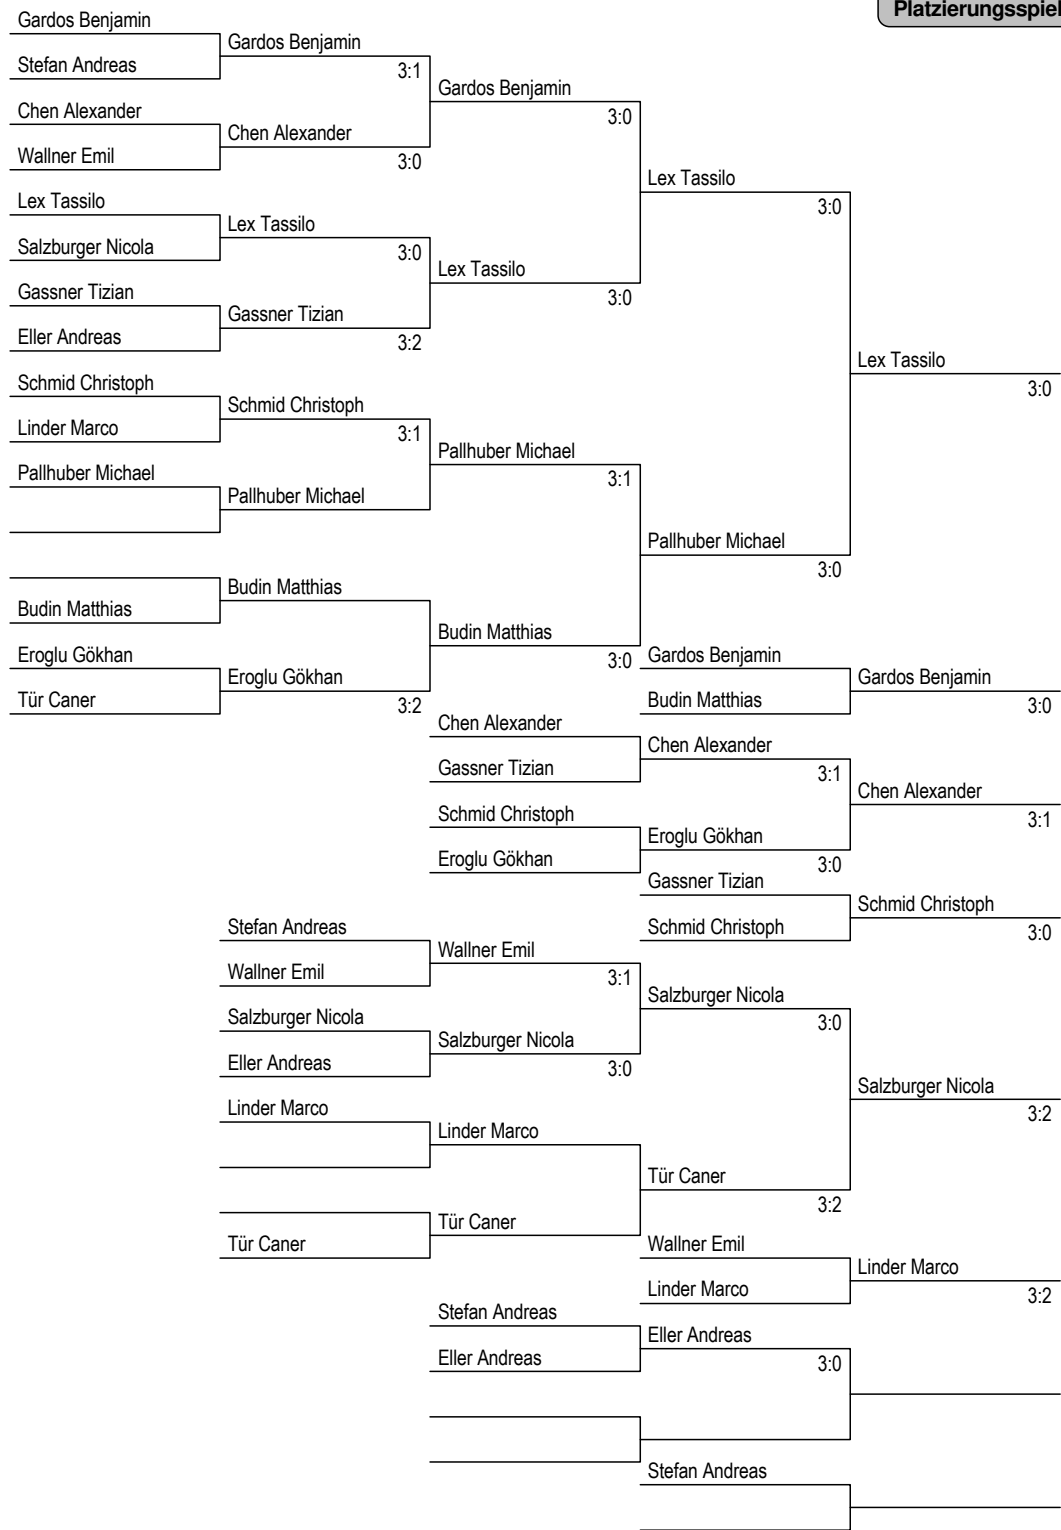 Platzierungsspiel
Gardos Benjamin
Gardos Benjamin
Stefan Andreas
3:1
Gardos Benjamin
Chen Alexander
3:0
Chen Alexander
Wallner Emil
3:0
Lex Tassilo
Lex Tassilo
3:0
Lex Tassilo
Salzburger Nicola
3:0
Lex Tassilo
Gassner Tizian
3:0
Gassner Tizian
Eller Andreas
3:2
Lex Tassilo
Schmid Christoph
3:0
Schmid Christoph
Linder Marco
3:1
Pallhuber Michael
Pallhuber Michael
3:1
Pallhuber Michael
Pallhuber Michael
3:0
Budin Matthias
Budin Matthias
Budin Matthias
Eroglu Gökhan
3:0
Gardos Benjamin
Eroglu Gökhan
Gardos Benjamin
Tür Caner
3:2
Budin Matthias
3:0
Chen Alexander
Chen Alexander
Gassner Tizian
3:1
Chen Alexander
Schmid Christoph
3:1
Eroglu Gökhan
Eroglu Gökhan
3:0
Gassner Tizian
Schmid Christoph
Stefan Andreas
Schmid Christoph
3:0
Wallner Emil
Wallner Emil
3:1
Salzburger Nicola
Salzburger Nicola
3:0
Salzburger Nicola
Eller Andreas
3:0
Salzburger Nicola
Linder Marco
3:2
Linder Marco
Tür Caner
3:2
Tür Caner
Tür Caner
Wallner Emil
Linder Marco
Linder Marco
3:2
Stefan Andreas
Eller Andreas
Eller Andreas
3:0
Stefan Andreas